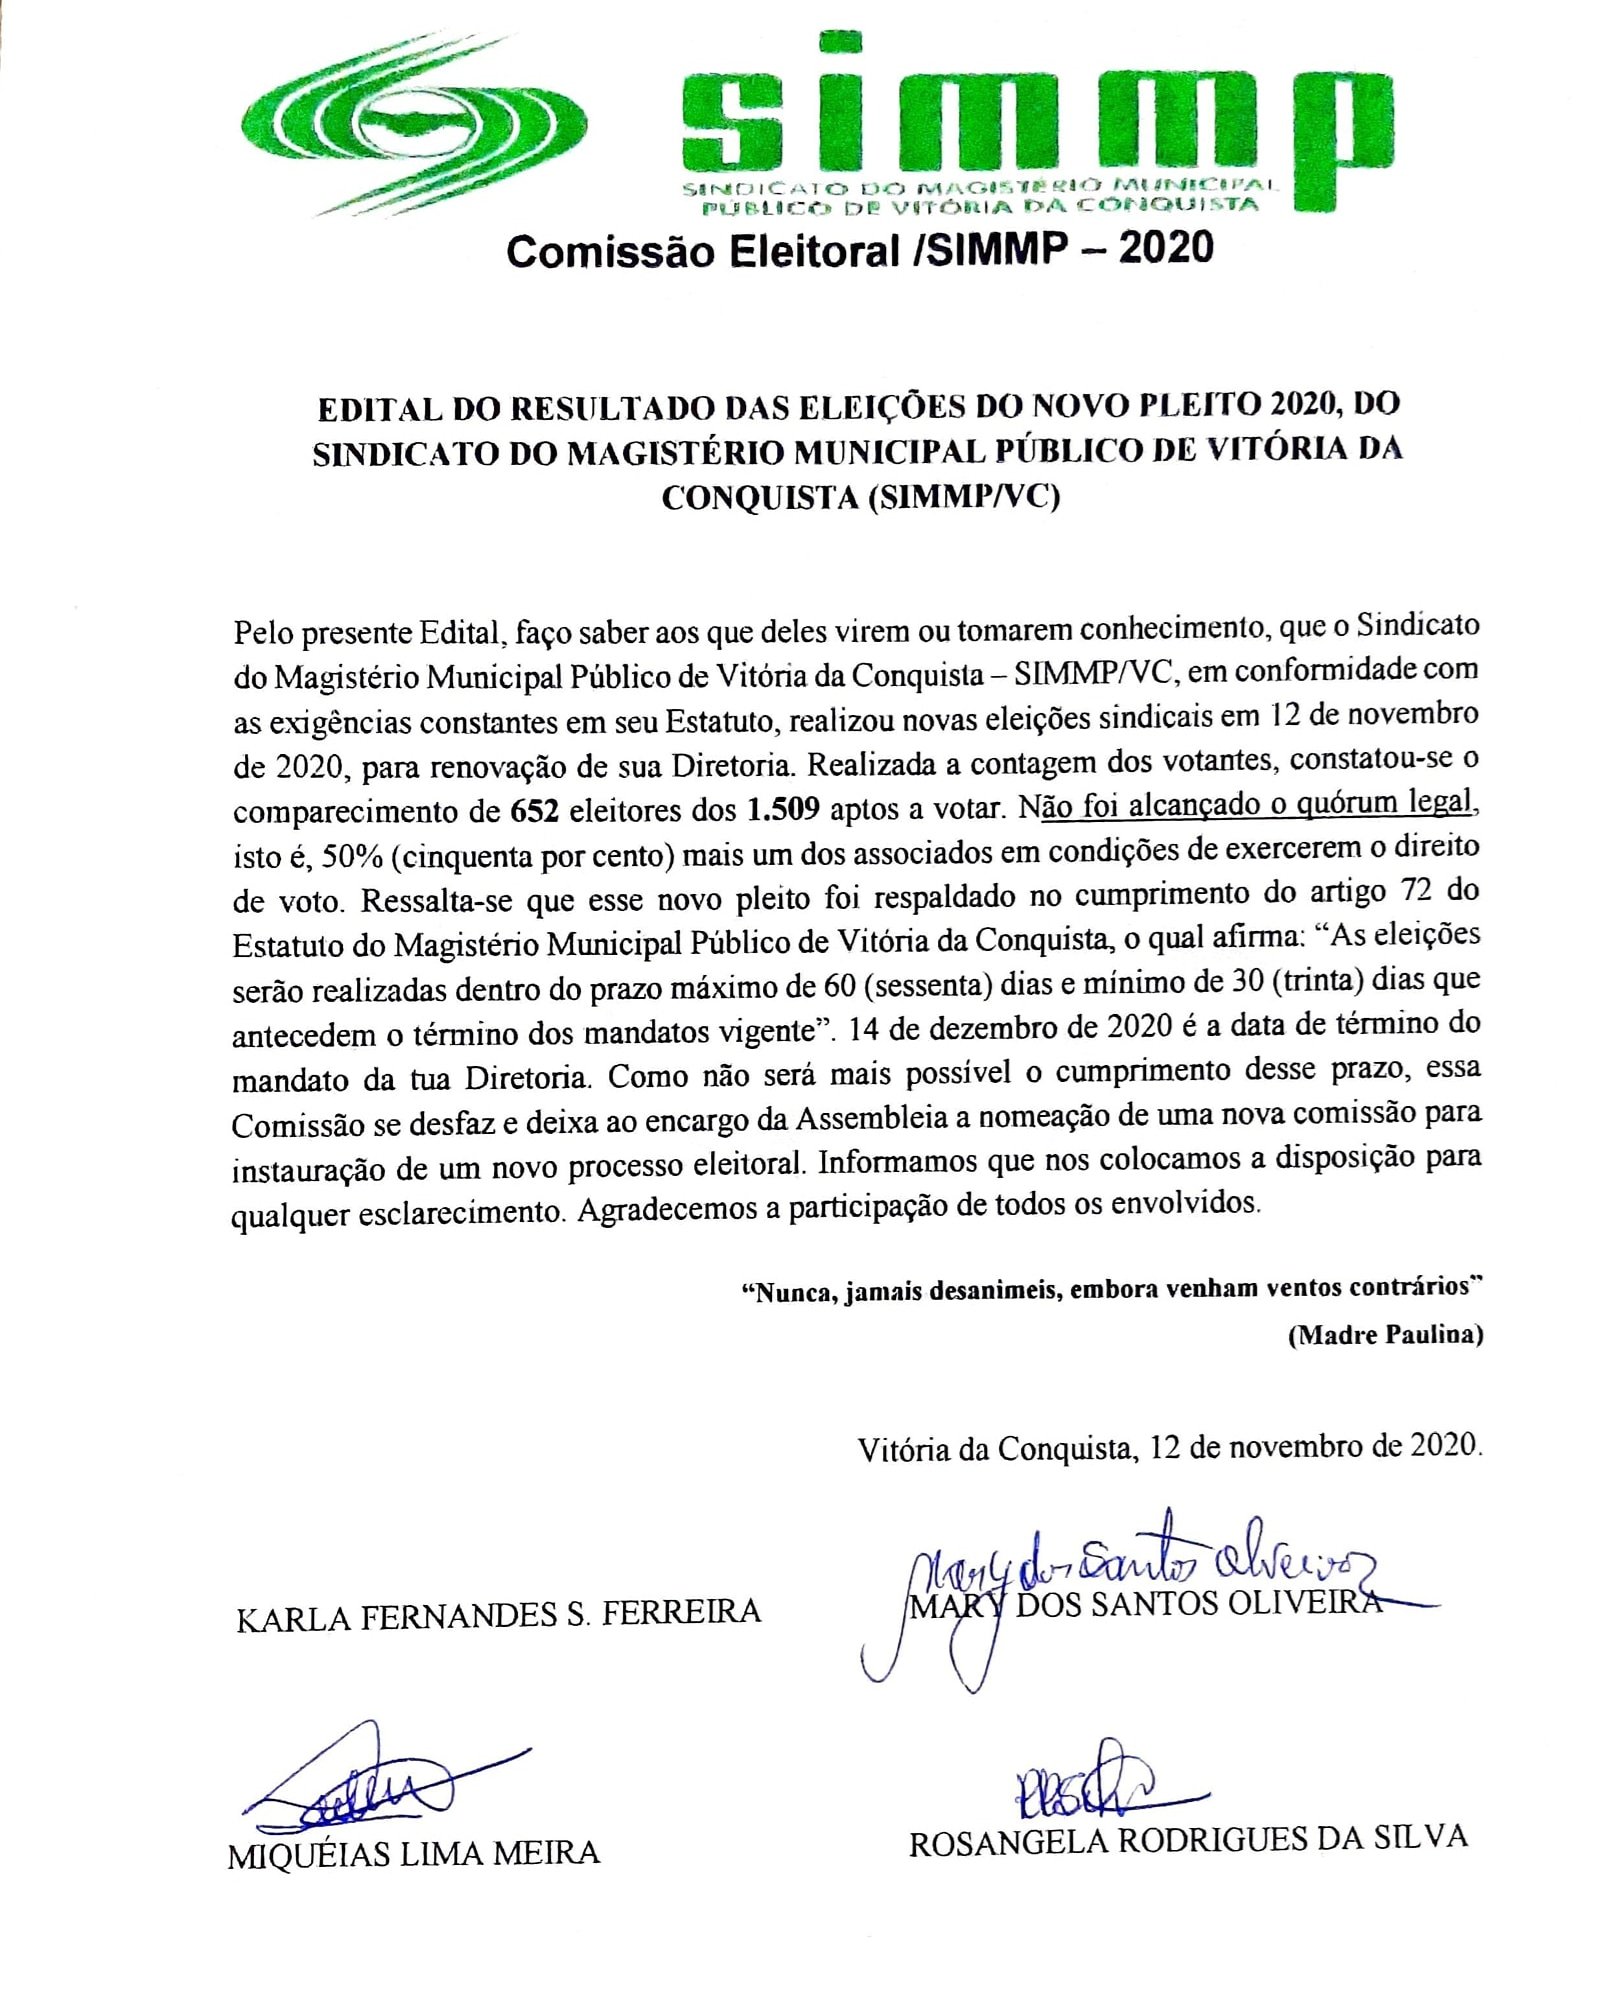 simmp
SINDICATO DO MAGISTÉRIO MUNICIPAL
PÚBLICO DE VITÓRIA DA CONQUISTA
Comissão Eleitoral /SIMMP – 2020
EDITAL DO RESULTADO DAS ELEIÇÕES DO NOVO PLEITO 2020, DO
SINDICATO DO MAGISTÉRIO MUNICIPAL PÚBLICO DE VITÓRIA DA
CONQUISTA (SIMMP/VC)
Pelo presente Edital, faço saber aos que deles virem ou tomarem conhecimento, que o Sindicato
do Magistério Municipal Público de Vitória da Conquista – SIMMP/VC, em conformidade com
as exigências constantes em seu Estatuto, realizou novas eleições sindicais em 12 de novembro
de 2020, para renovação de sua Diretoria. Realizada a contagem dos votantes, constatou-se o
comparecimento de 652 eleitores dos 1.509 aptos a votar. Não foi alcançado o quórum legal,
isto é, 50% (cinquenta por cento) mais um dos associados em condições de exercerem o direito
de voto. Ressalta-se que esse novo pleito foi respaldado no cumprimento do artigo 72 do
Estatuto do Magistério Municipal Público de Vitória da Conquista, o qual afirma: “As eleições
serão realizadas dentro do prazo máximo de 60 (sessenta) dias e mínimo de 30 (trinta) dias que
antecedem o término dos mandatos vigente”. 14 de dezembro de 2020 é a data de término do
mandato da tua Diretoria. Como não será mais possível o cumprimento desse prazo, essa
Comissão se desfaz e deixa ao encargo da Assembleia a nomeação de uma nova comissão para
instauração de um novo processo eleitoral. Informamos que nos colocamos a disposição para
qualquer esclarecimento. Agradecemos a participação de todos os envolvidos.
“Nunca, jamais desanimeis, embora venham ventos contrários”
(Madre Paulina)
Vitória da Conquista, 12 de novembro de 2020.
Mary dos Santos Oliveira
KARLA FERNANDES S. FERREIRA
MARY DOS SANTOS OLIVEIRA
MIQUÉIAS LIMA MEIRA
ROSANGELA RODRIGUES DA SILVA